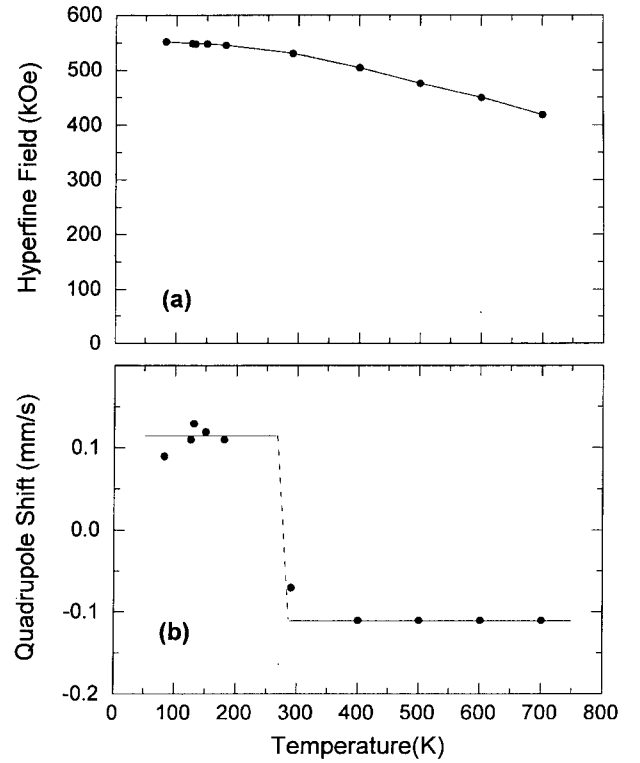 600
500
400
300
200
100
0
Hyperfine Field (kOe)
(a)
0.1
0.0
-0.1
-0.2
Quadrupole Shift (mm/s)
(b)
0 100 200 300 400 500 600 700 800
Temperature(K)